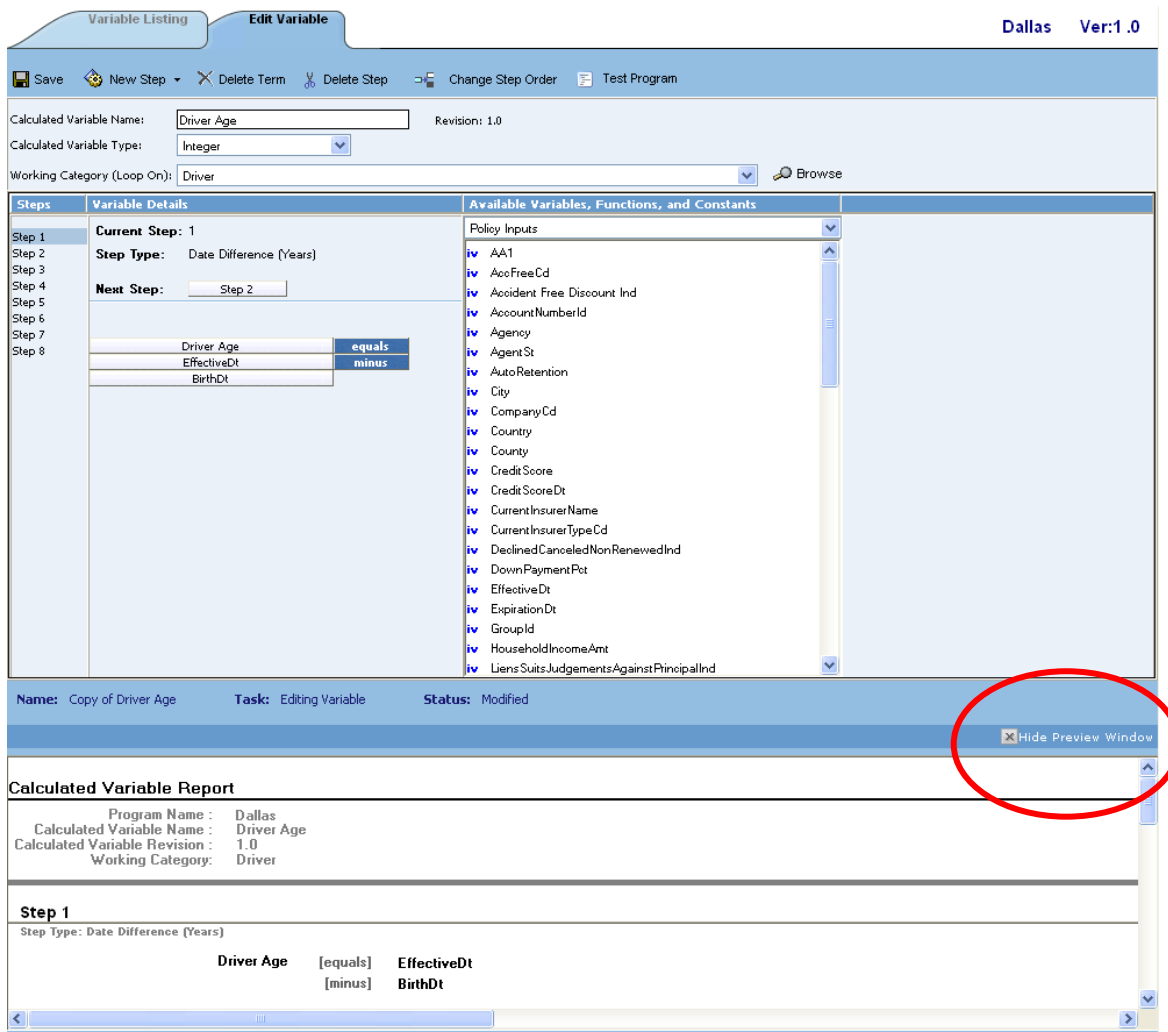 Variable Listing Edit Variable Dallas Ver:1 .0
Save New Step Delete Term Delete Step Change Step Order Test Program
Calculated Variable Name: Driver Age Revision: 1.0
Calculated Variable Type: Integer
Working Category (Loop On): Driver Browse
Steps Variable Details Available Variables, Functions, and Constants
Step 1
Step 2
Step 3
Step 4
Step 5
Step 6
Step 7
Step 8
Current Step: 1
Step Type: Date Difference (Years)
Next Step: Step 2
Driver Age equals
EffectiveDt minus
BirthDt
Policy Inputs
iv AA1
iv AccFreeCd
iv Accident Free Discount Ind
iv AccountNumberId
iv Agency
iv AgentSt
iv AutoRetention
iv City
iv CompanyCd
iv Country
iv County
iv CreditScore
iv CreditScoreDt
iv CurrentInsurerName
iv CurrentInsurerTypeCd
iv DeclinedCanceledNonRenewedInd
iv DownPaymentPct
iv EffectiveDt
iv ExpirationDt
iv GroupId
iv HouseholdIncomeAmt
iv LiensSuitsJudgementsAgainstPrincipalInd
Name: Copy of Driver Age Task: Editing Variable Status: Modified
Hide Preview Window
Calculated Variable Report
Program Name : Dallas
Calculated Variable Name : Driver Age
Calculated Variable Revision : 1.0
Working Category: Driver
Step 1
Step Type: Date Difference (Years)
Driver Age [equals] EffectiveDt
[minus] BirthDt